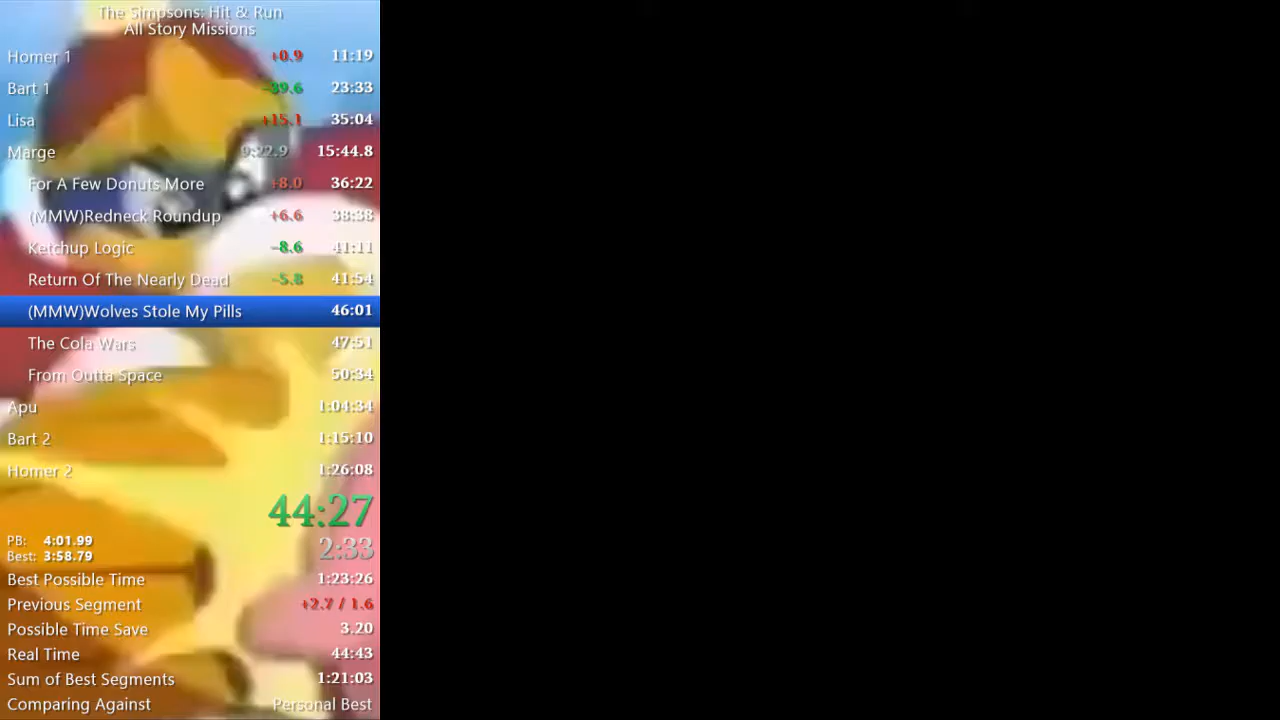 The Simpsons: Hit & Run
All Story Missions
Homer 1 +0.9 11:19
Bart 1 -39.6 23:33
Lisa +15.1 35:04
Marge 9:22.9 15:44.8
For A Few Donuts More +8.0 36:22
(MMW)Redneck Roundup +6.6 38:38
Ketchup Logic -8.6 41:11
Return Of The Nearly Dead -5.8 41:54
(MMW)Wolves Stole My Pills 46:01
The Cola Wars 47:51
From Outta Space 50:34
Apu 1:04:34
Bart 2 1:15:10
Homer 2 1:26:08
44:27
PB: 4:01.99
2:33
Best: 3:58.79
Best Possible Time 1:23:26
Previous Segment +2.7 / 1.6
Possible Time Save 3.20
Real Time 44:43
Sum of Best Segments 1:21:03
Comparing Against Personal Best